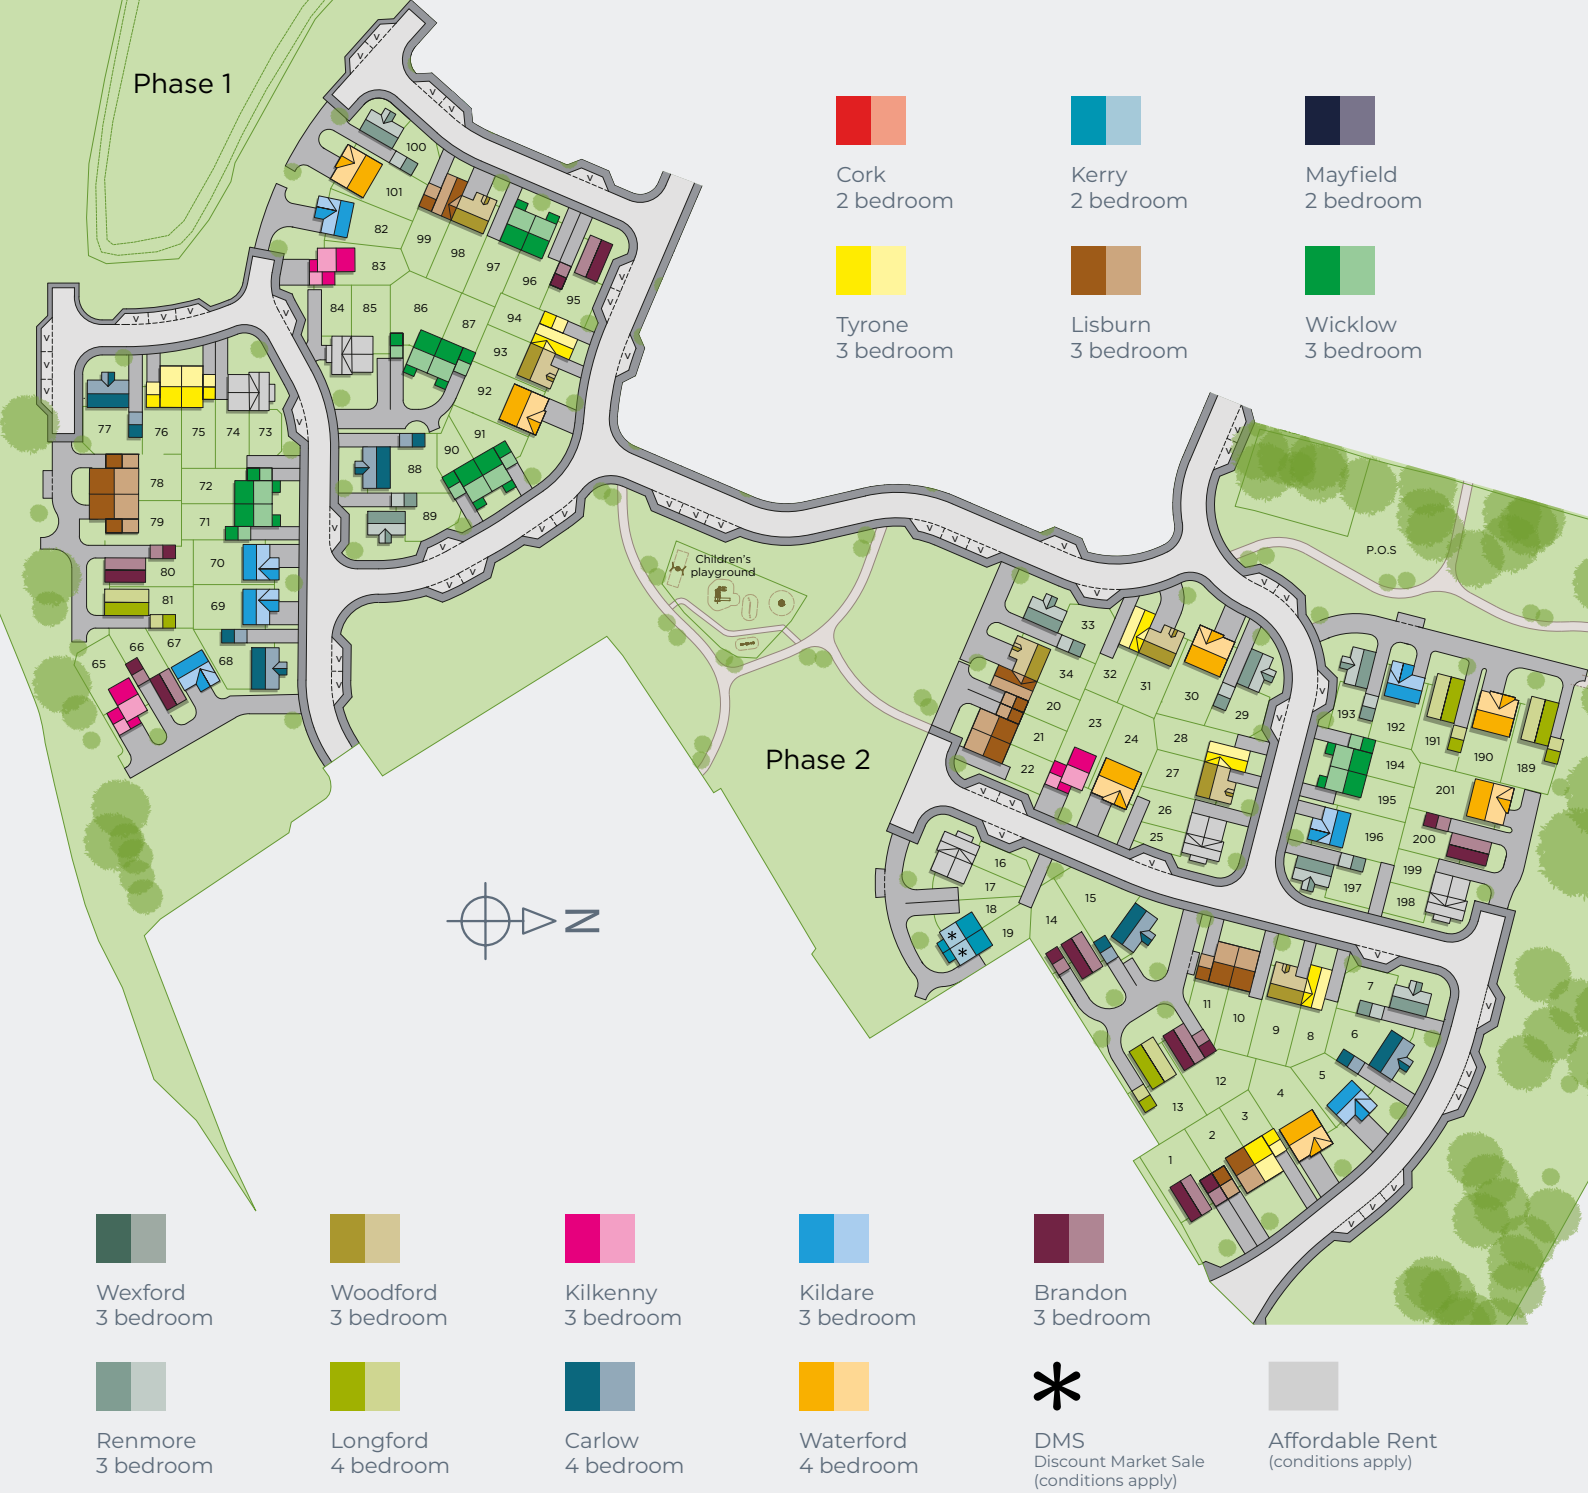 Phase 1
Cork
2 bedroom
Kerry
2 bedroom
Mayfield
2 bedroom
Tyrone
3 bedroom
Lisburn
3 bedroom
Wicklow
3 bedroom
100
101
82
99
98
83
97
96
95
84
85
86
87
94
93
92
77
76
75
74
73
91
90
88
78
72
89
79
71
80
70
81
69
66
67
65
68
Children's
playground
P.O.S
33
34
32
31
30
29
20
23
21
24
28
22
27
26
25
193
192
191
190
189
194
195
201
196
200
199
197
198
Phase 2
16
17
18
19
15
14
*
*
N
11
10
9
8
7
6
5
12
13
4
3
2
1
Wexford
3 bedroom
Woodford
3 bedroom
Kilkenny
3 bedroom
Kildare
3 bedroom
Brandon
3 bedroom
Renmore
3 bedroom
Longford
4 bedroom
Carlow
4 bedroom
Waterford
4 bedroom
*
DMS
Discount Market Sale
(conditions apply)
Affordable Rent
(conditions apply)